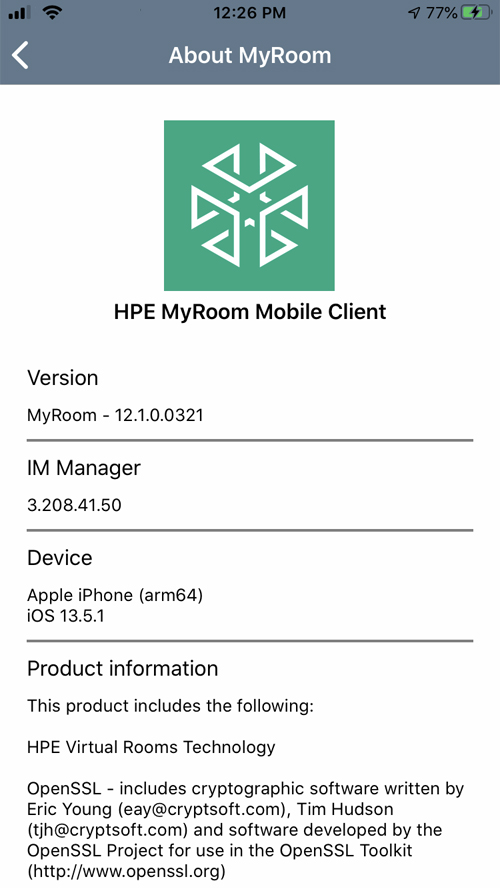 12:26 PM
77%
About MyRoom
HPE MyRoom Mobile Client
Version
MyRoom - 12.1.0.0321
IM Manager
3.208.41.50
Device
Apple iPhone (arm64)
iOS 13.5.1
Product information
This product includes the following:
HPE Virtual Rooms Technology
OpenSSL - includes cryptographic software written by
Eric Young (eay@cryptsoft.com), Tim Hudson
(tjh@cryptsoft.com) and software developed by the
OpenSSL Project for use in the OpenSSL Toolkit
(http://www.openssl.org)